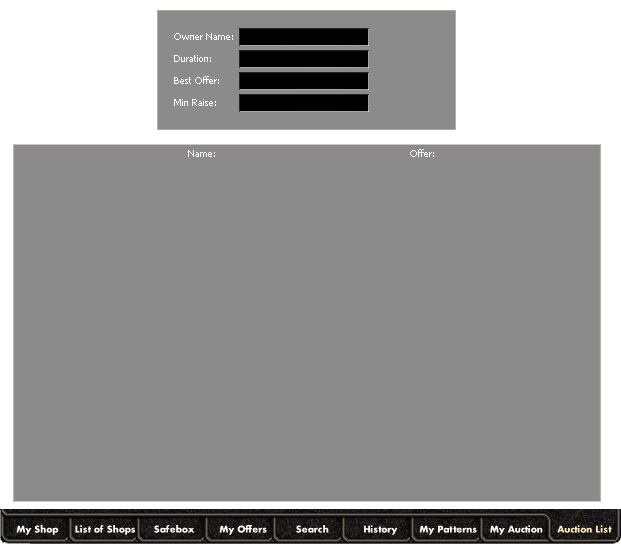 Owner Name:
Duration:
Best Offer:
Min Raise:
Name: Offer:
My Shop List of Shops Safebox My Offers Search History My Patterns My Auction Auction List